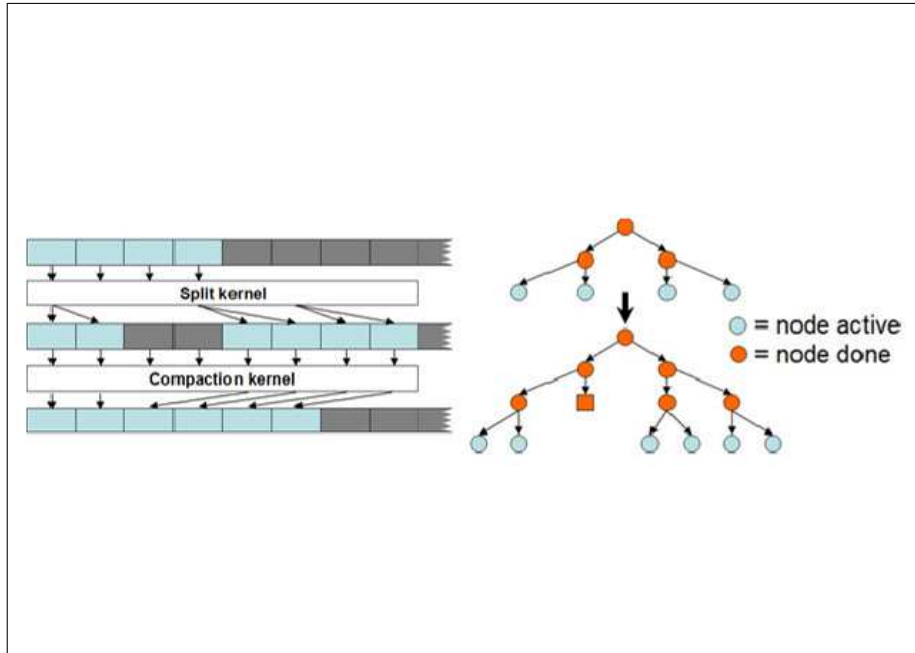 Split kernel
Compaction kernel
= node active
= node done